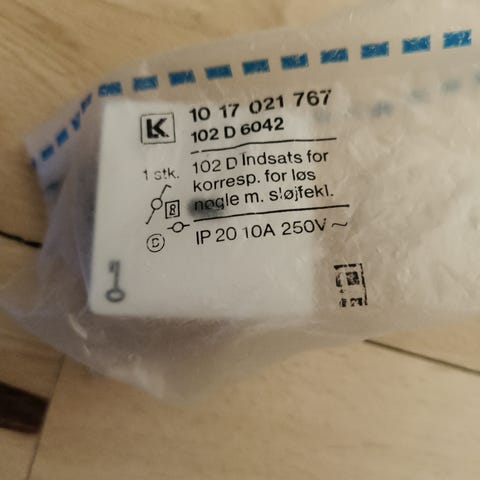 LK
10 17 021 767
102 D 6042
1 stk.
102 D Indsats for
korresp. for løs
nøgle m. sløjfekl.
IP 20 10A 250V ~